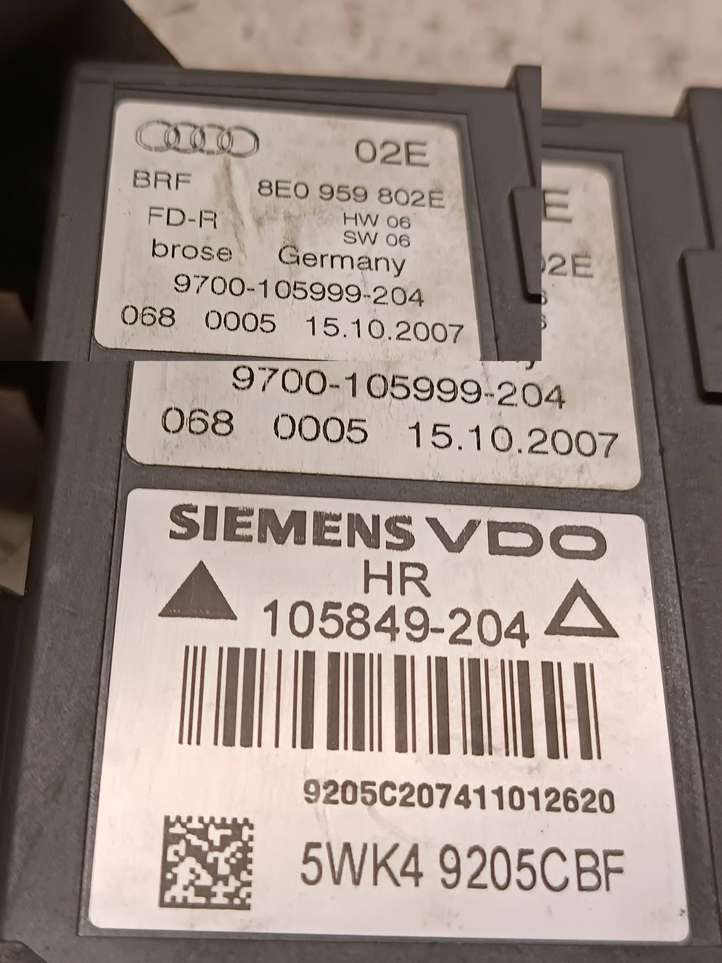 02E
BRF 8E0 959 802E
FD-R HW 06
SW 06
brose Germany
9700-105999-204
068 0005 15.10.2007
E
02E
9700-105999-204
068 0005 15.10.2007
SIEMENS VDO
HR
105849-204
9205C207411012620
5WK4 9205CBF